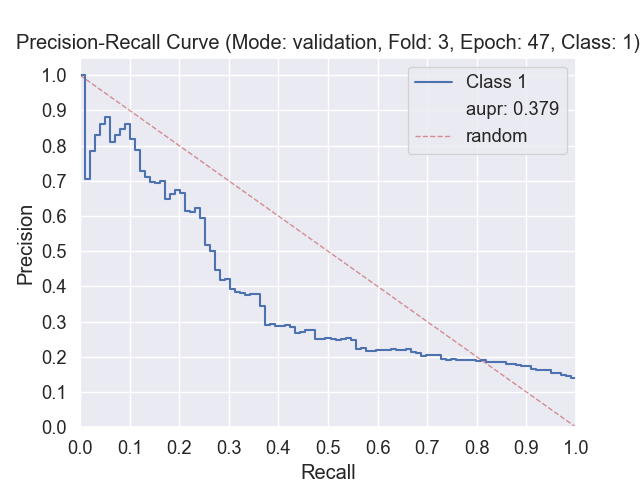 Precision-Recall Curve (Mode: validation, Fold: 3, Epoch: 47, Class: 1)
Class 1
aupr: 0.379
random
Precision
1.0
0.9
0.8
0.7
0.6
0.5
0.4
0.3
0.2
0.1
0.0
0.0 0.1 0.2 0.3 0.4 0.5 0.6 0.7 0.8 0.9 1.0
Recall